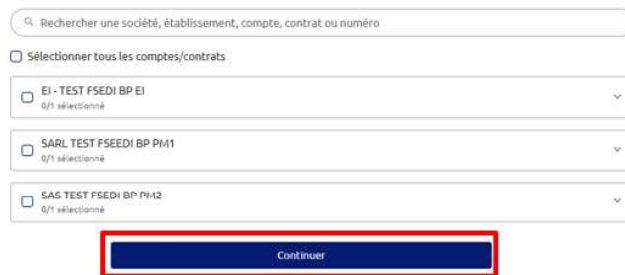 Rechercher une société, établissement, compte, contrat ou numéro
Sélectionner tous les comptes/contrats
EI - TEST FSEDI BP EI
0/1 sélectionné
SARL TEST FSEEDI BP PM1
0/1 sélectionné
SAS TEST FSEDI BP PM2
0/1 sélectionné
Continuer